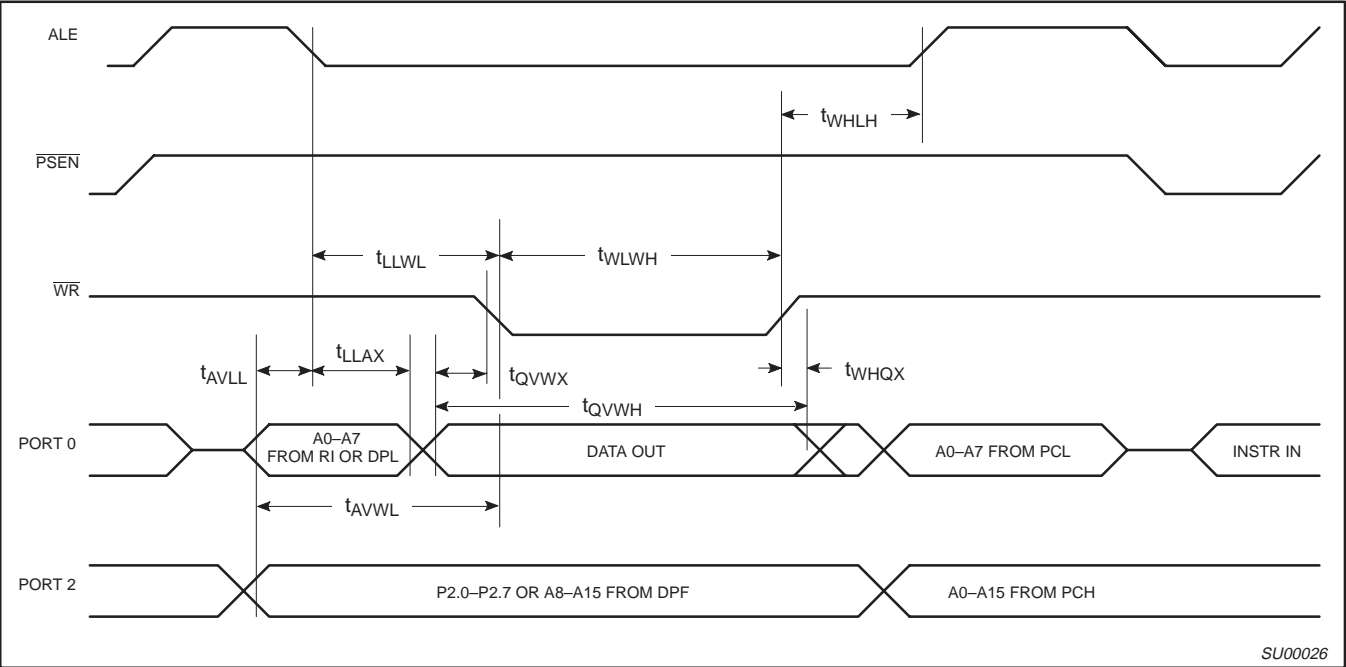 ALE
tWHLH
PSEN
tLLWL
tWLWH
WR
tLLAX
tAVLL
tQVWX
tWHQX
tQVWH
PORT 0
A0–A7
FROM RI OR DPL
DATA OUT
A0–A7 FROM PCL
INSTR IN
tAVWL
PORT 2
P2.0–P2.7 OR A8–A15 FROM DPF
A0–A15 FROM PCH
SU00026